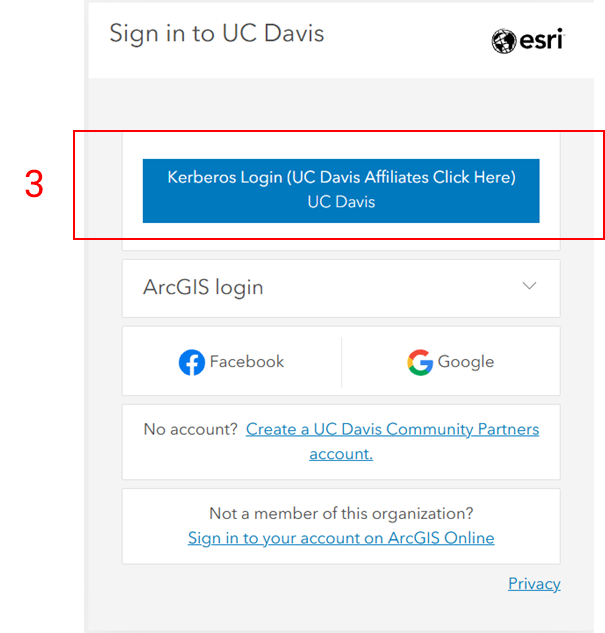 Sign in to UC Davis
esri
3
Kerberos Login (UC Davis Affiliates Click Here)
UC Davis
ArcGIS login
Facebook
Google
No account? Create a UC Davis Community Partners
account.
Not a member of this organization?
Sign in to your account on ArcGIS Online
Privacy